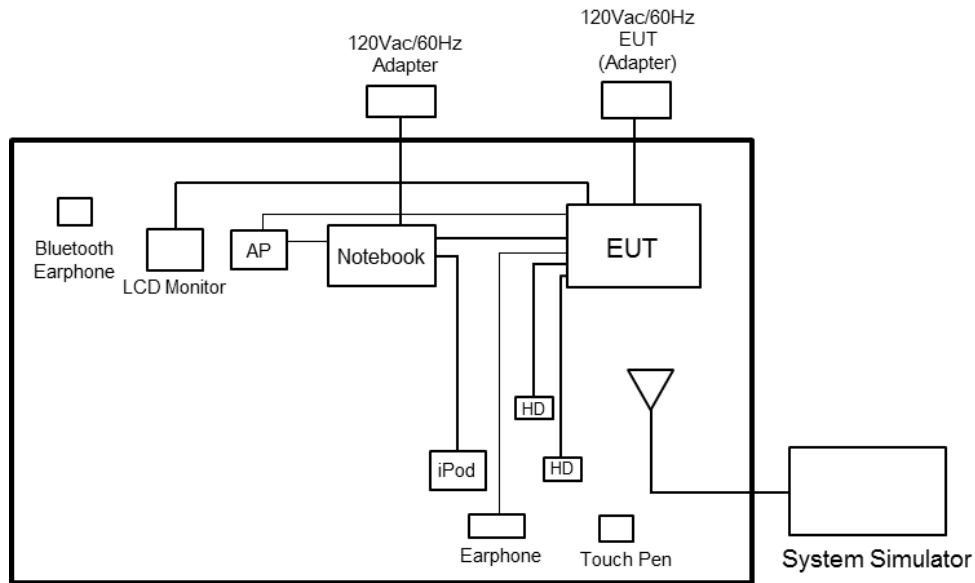 120Vac/60Hz
Adapter
120Vac/60Hz
EUT
(Adapter)
Bluetooth
Earphone
LCD Monitor
AP
Notebook
EUT
HD
iPod
HD
Earphone
Touch Pen
System Simulator